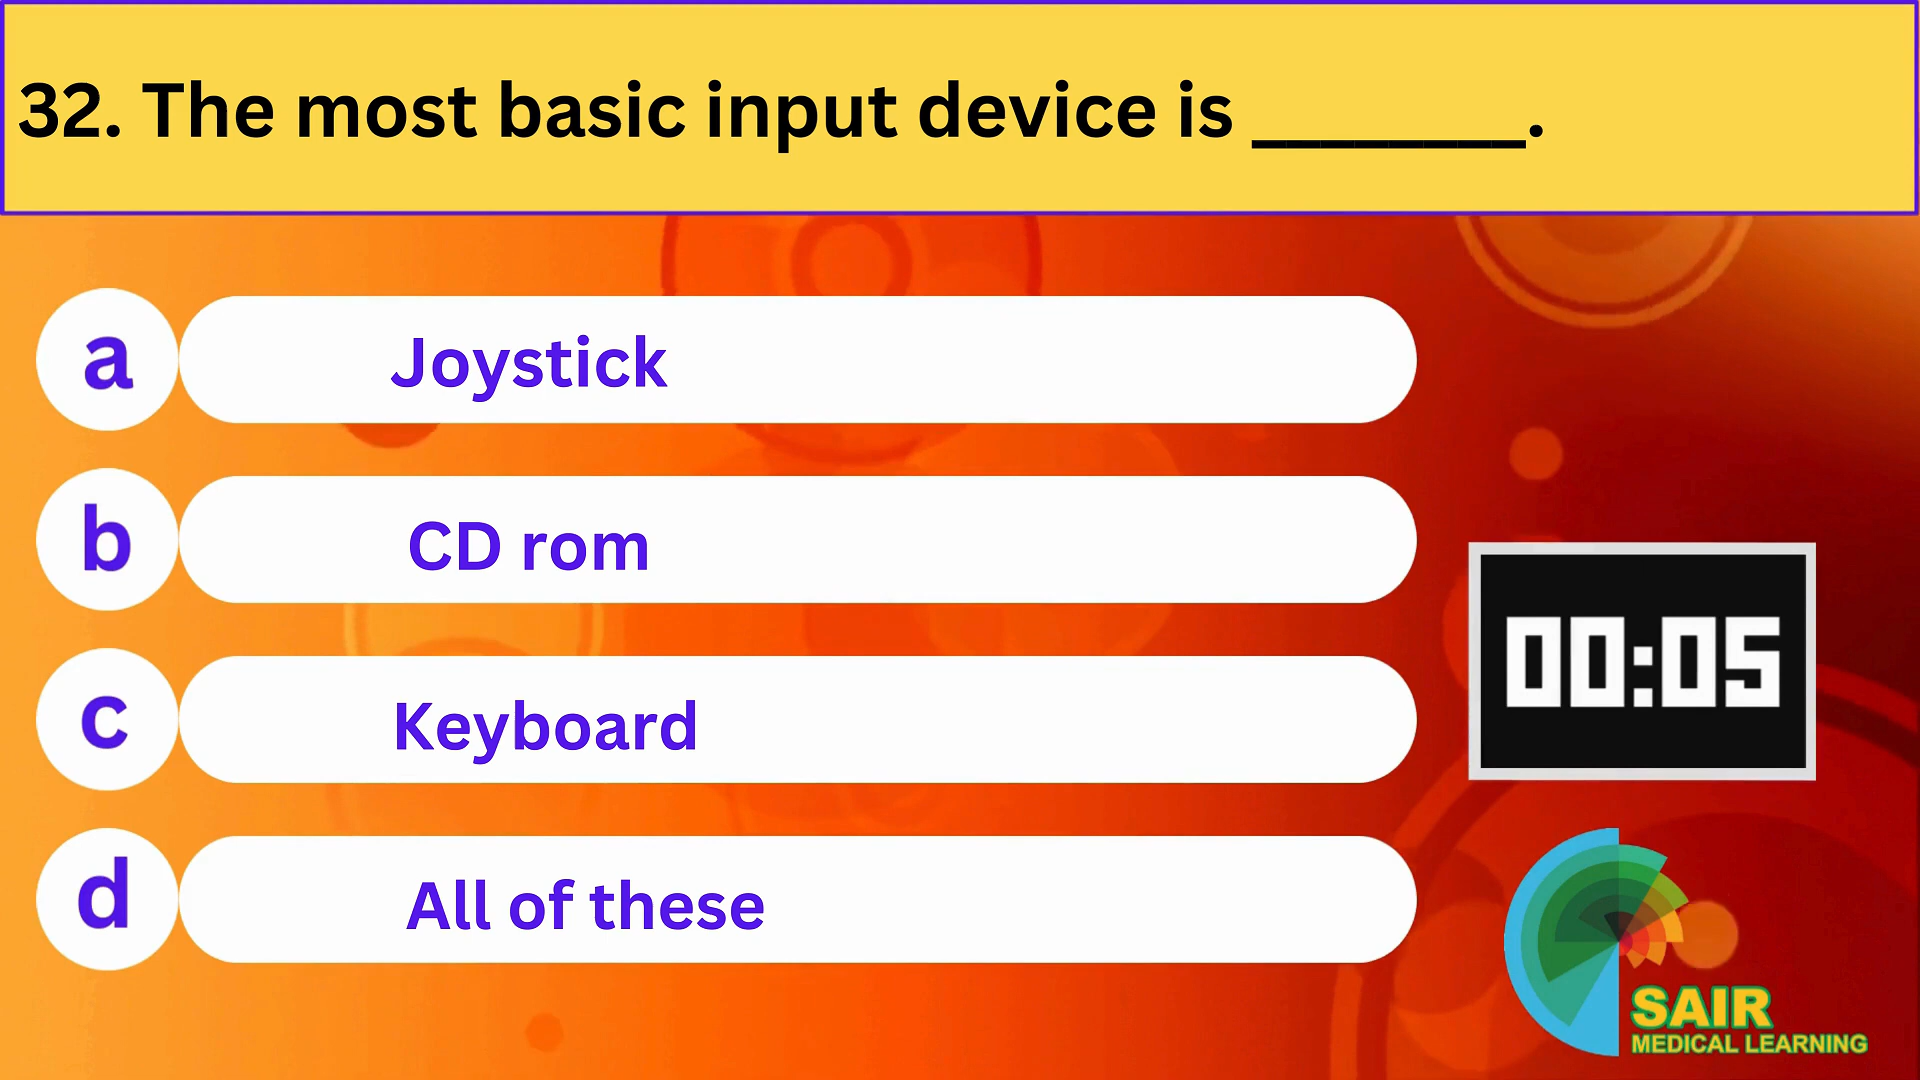 32. The most basic input device is ________.
a Joystick
b CD rom
c Keyboard
d All of these
00:05
SAIR
MEDICAL LEARNING